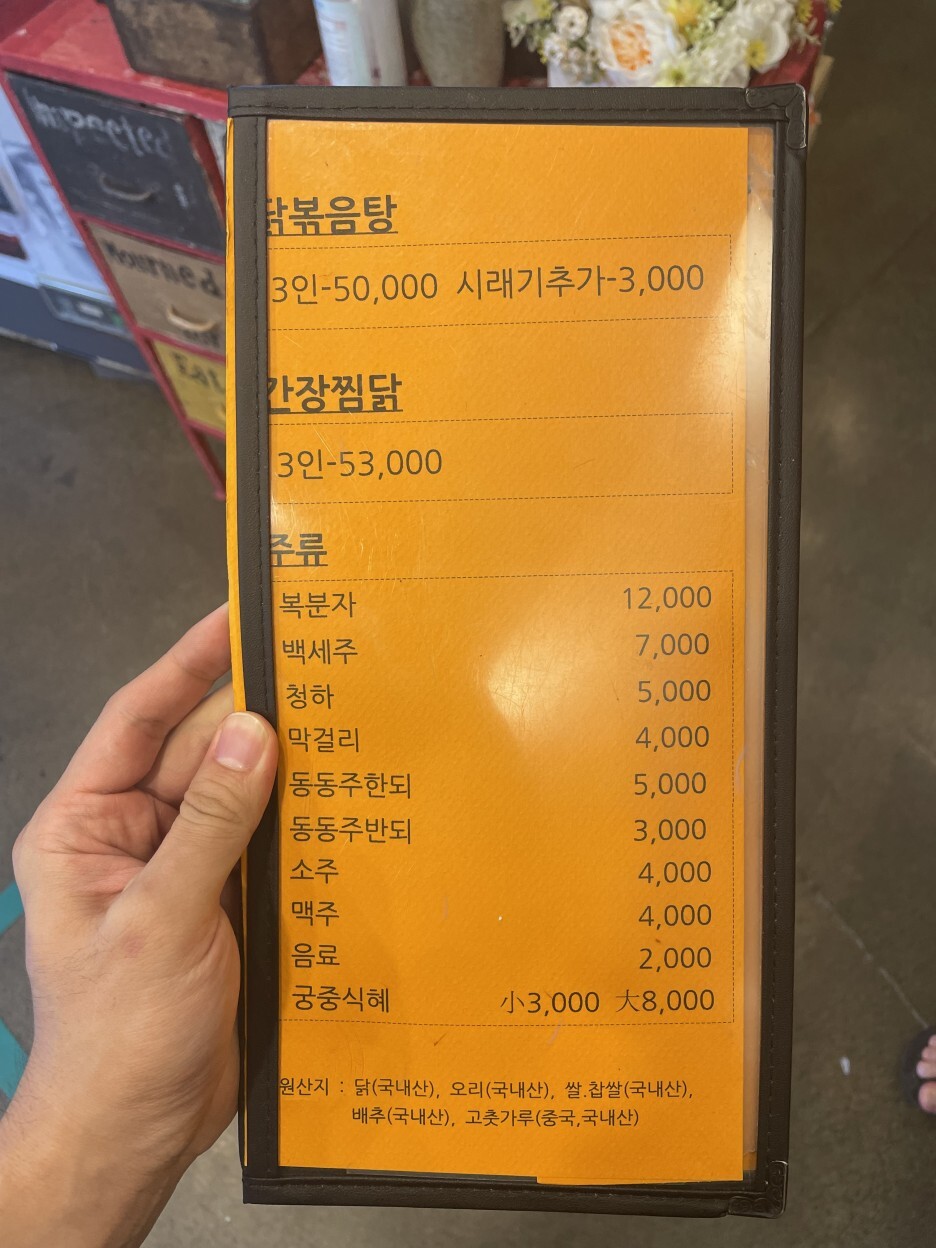 Inspected
Mourned
Eat
닭볶음탕
3인-50,000 시래기추가-3,000
간장찜닭
3인-53,000
주류
복분자 12,000
백세주 7,000
청하 5,000
막걸리 4,000
동동주한되 5,000
동동주반되 3,000
소주 4,000
맥주 4,000
음료 2,000
궁중식혜 小3,000 大8,000
원산지 : 닭(국내산), 오리(국내산), 쌀.찹쌀(국내산),
배추(국내산), 고춧가루(중국,국내산)